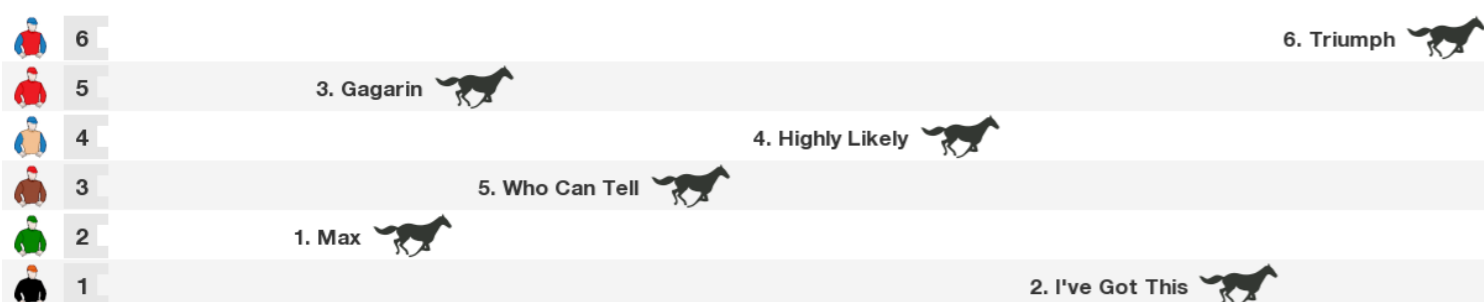 6 6. Triumph
5 3. Gagarin
4 4. Highly Likely
3 5. Who Can Tell
2 1. Max
1 2. I've Got This